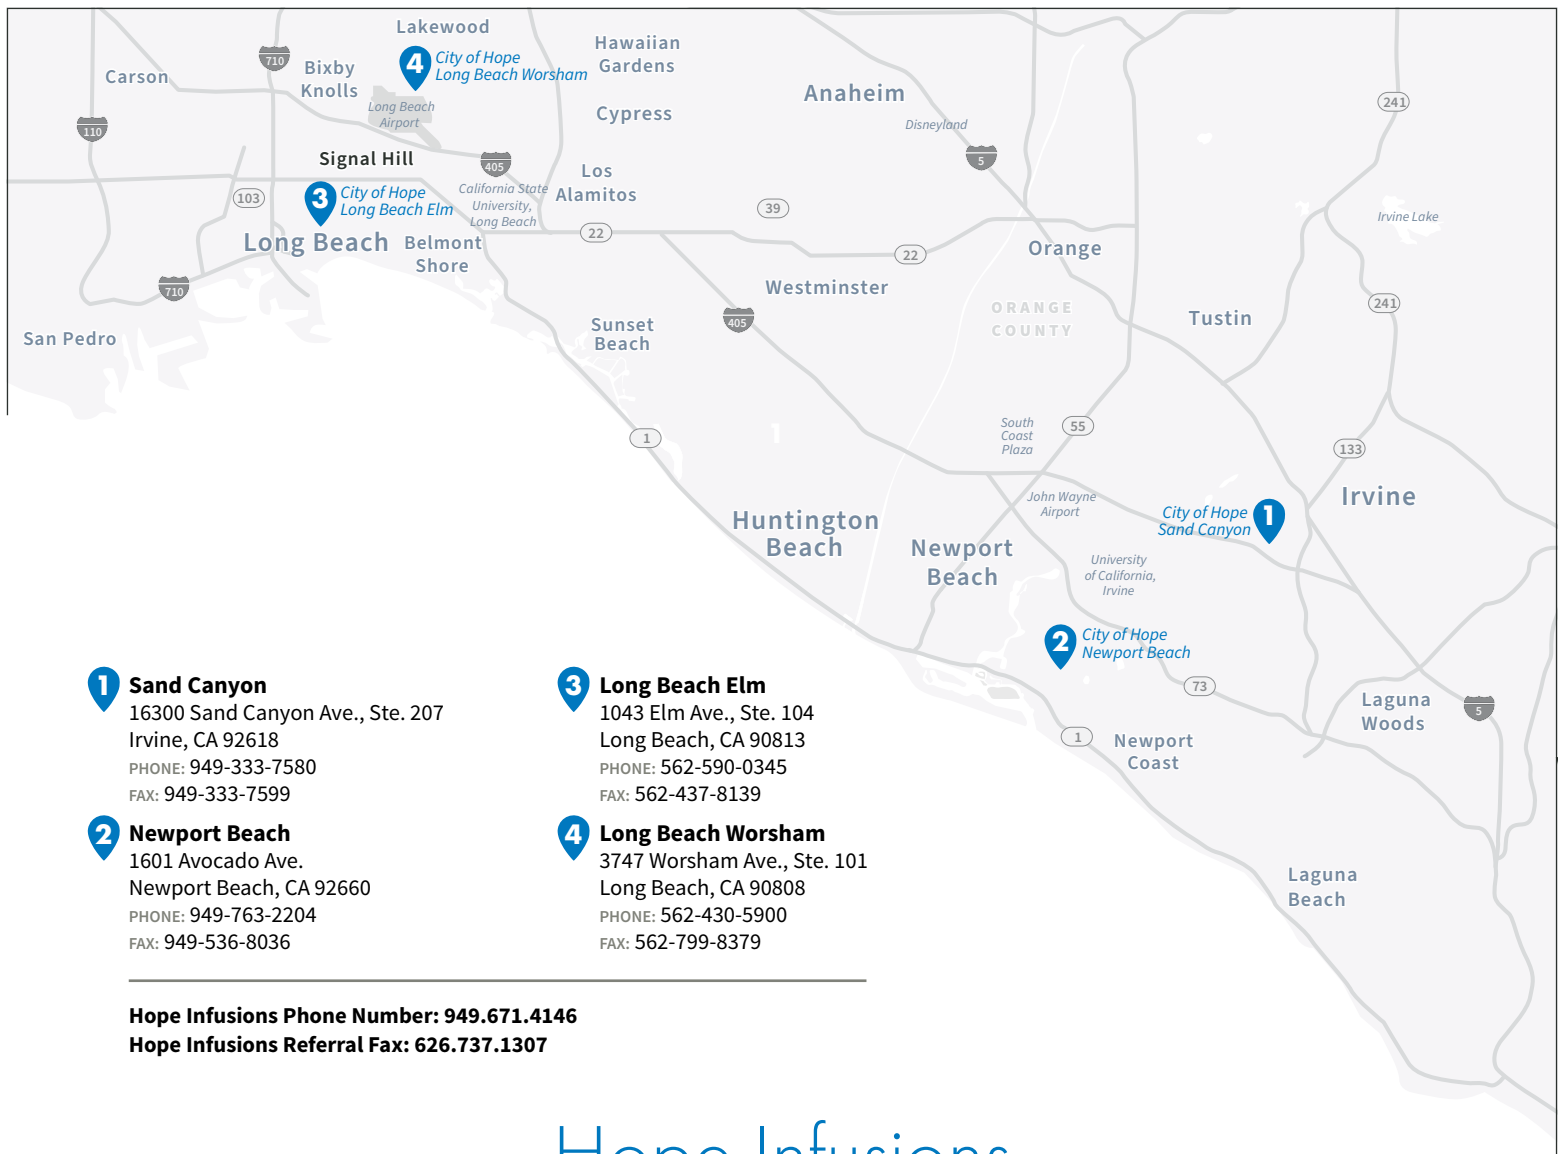 Lakewood
Carson
710
Bixby
Knolls
4
City of Hope
Long Beach Worsham
Hawaiian
Gardens
Anaheim
241
Long Beach
Airport
Cypress
110
Disneyland
Signal Hill
405
5
Los
Alamitos
103
3
City of Hope
Long Beach Elm
California State
University,
Long Beach
39
Irvine Lake
22
Long Beach
Belmont
Shore
22
Orange
710
Westminster
ORANGE
COUNTY
241
San Pedro
Sunset
Beach
405
Tustin
1
South
Coast
Plaza
55
133
John Wayne
Airport
Irvine
Huntington
Beach
City of Hope
Sand Canyon
1
Newport
Beach
University
of California,
Irvine
2
City of Hope
Newport Beach
73
Laguna
Woods
5
1
Newport
Coast
Laguna
Beach
1
Sand Canyon
16300 Sand Canyon Ave., Ste. 207
Irvine, CA 92618
PHONE: 949-333-7580
FAX: 949-333-7599
2
Newport Beach
1601 Avocado Ave.
Newport Beach, CA 92660
PHONE: 949-763-2204
FAX: 949-536-8036
3
Long Beach Elm
1043 Elm Ave., Ste. 104
Long Beach, CA 90813
PHONE: 562-590-0345
FAX: 562-437-8139
4
Long Beach Worsham
3747 Worsham Ave., Ste. 101
Long Beach, CA 90808
PHONE: 562-430-5900
FAX: 562-799-8379
Hope Infusions Phone Number: 949.671.4146
Hope Infusions Referral Fax: 626.737.1307
Hope Infusions